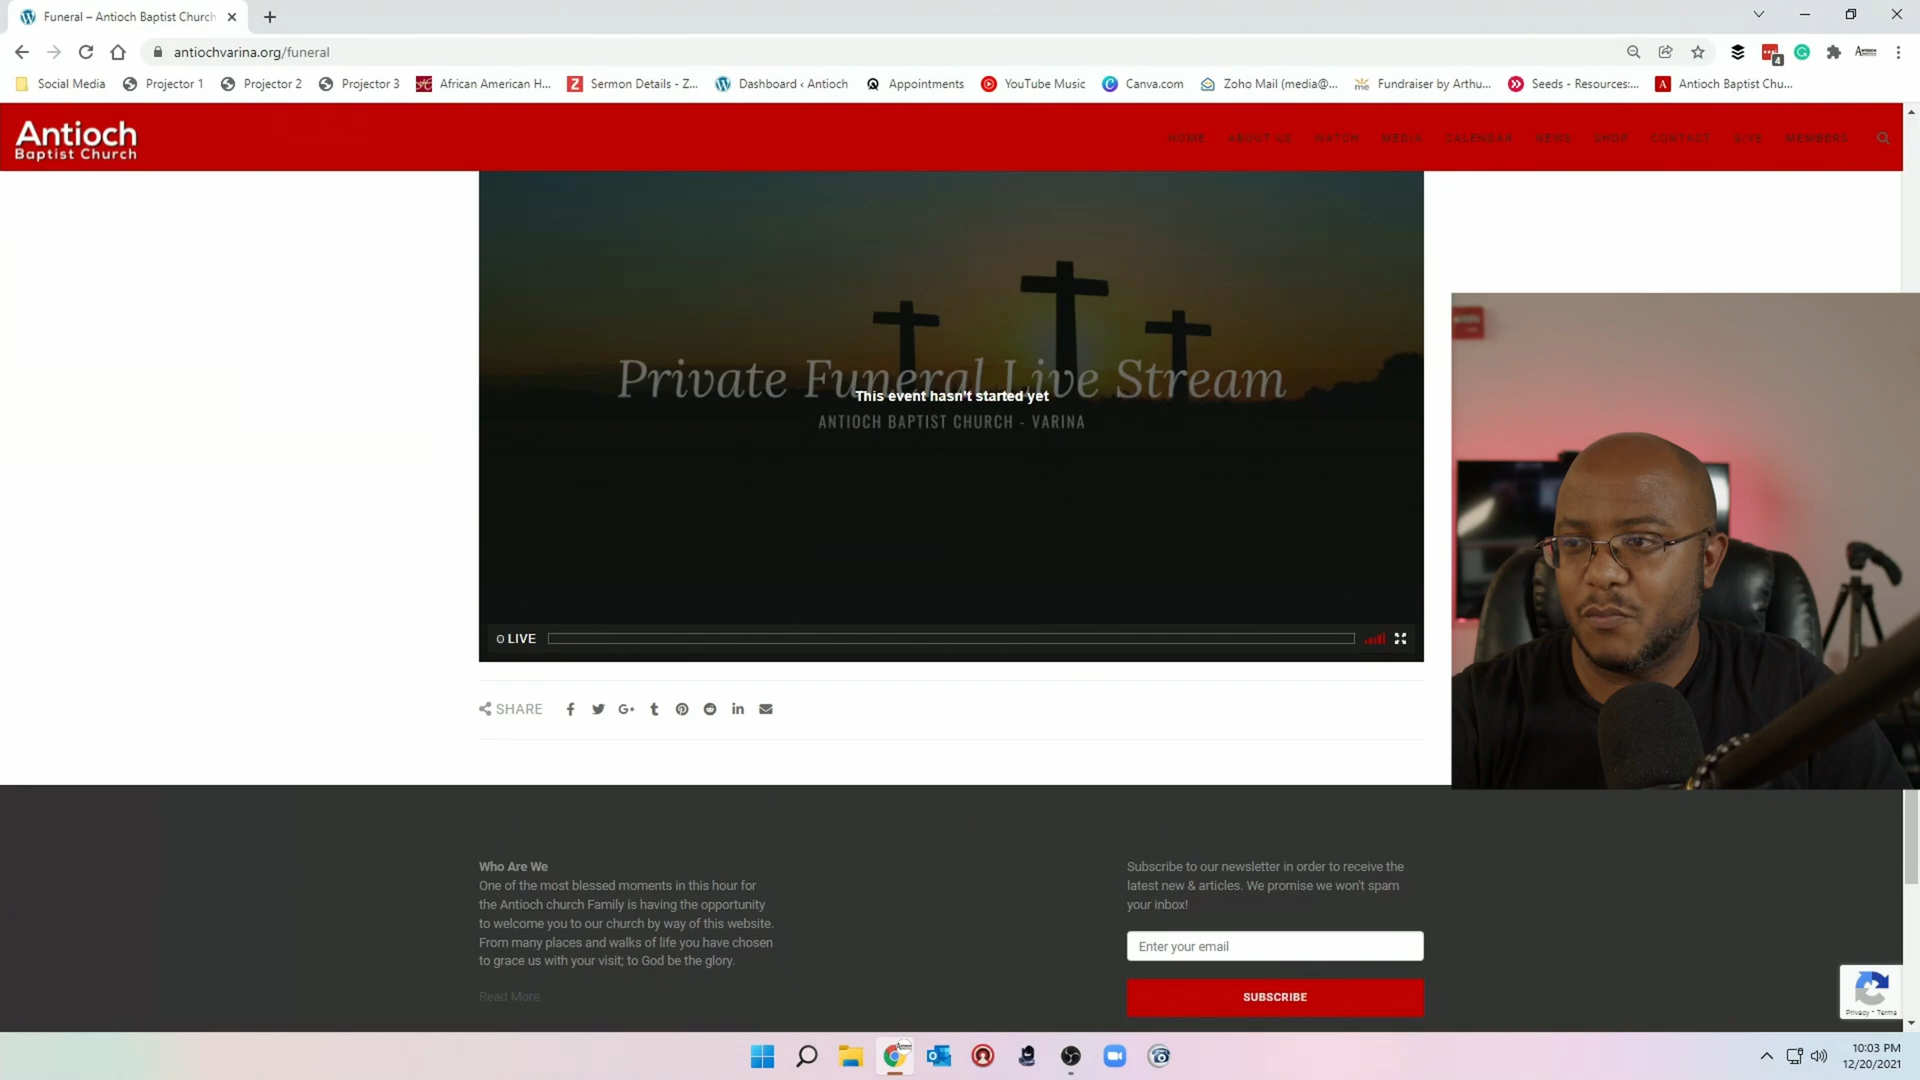 Funeral – Antioch Baptist Church
antiochvarina.org/funeral
4
Social Media
Projector 1
Projector 2
Projector 3
African American H...
Sermon Details - Z...
Dashboard ‹ Antioch
Appointments
YouTube Music
Canva.com
Zoho Mail (media@...
Fundraiser by Arthu...
Seeds - Resources:...
Antioch Baptist Chu...
Antioch
Baptist Church
HOME
ABOUT US
WATCH
MEDIA
CALENDAR
NEWS
SHOP
CONTACT
GIVE
MEMBERS
Private Funeral Live Stream
This event hasn't started yet
ANTIOCH BAPTIST CHURCH - VARINA
LIVE
SHARE
Who Are We
One of the most blessed moments in this hour for
the Antioch church Family is having the opportunity
to welcome you to our church by way of this website.
From many places and walks of life you have chosen
to grace us with your visit; to God be the glory.
Read More
Subscribe to our newsletter in order to receive the
latest new & articles. We promise we won't spam
your inbox!
Enter your email
SUBSCRIBE
Privacy - Terms
10:03 PM
12/20/2021